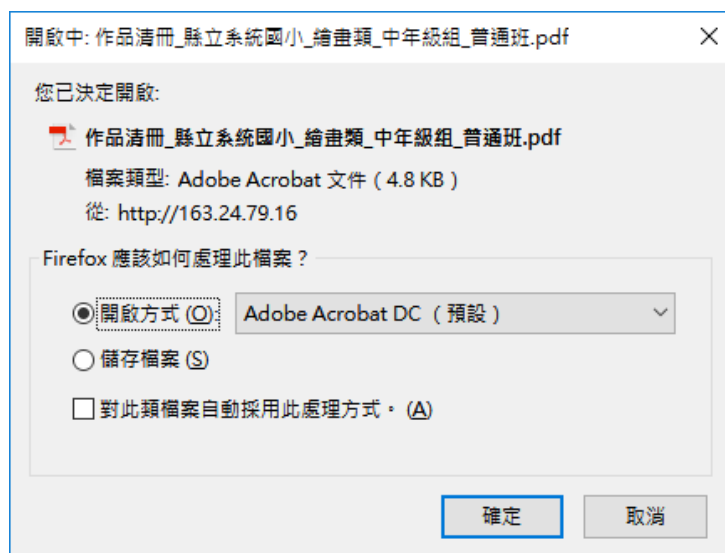 開啟中: 作品清冊_縣立系統國小_繪畫類_中年級組_普通班.pdf
您已決定開啟:
作品清冊_縣立系統國小_繪畫類_中年級組_普通班.pdf
檔案類型: Adobe Acrobat 文件 ( 4.8 KB )
從: http://163.24.79.16
Firefox 應該如何處理此檔案？
開啟方式 (O): Adobe Acrobat DC （預設）
儲存檔案 (S)
對此類檔案自動採用此處理方式。(A)
確定 取消